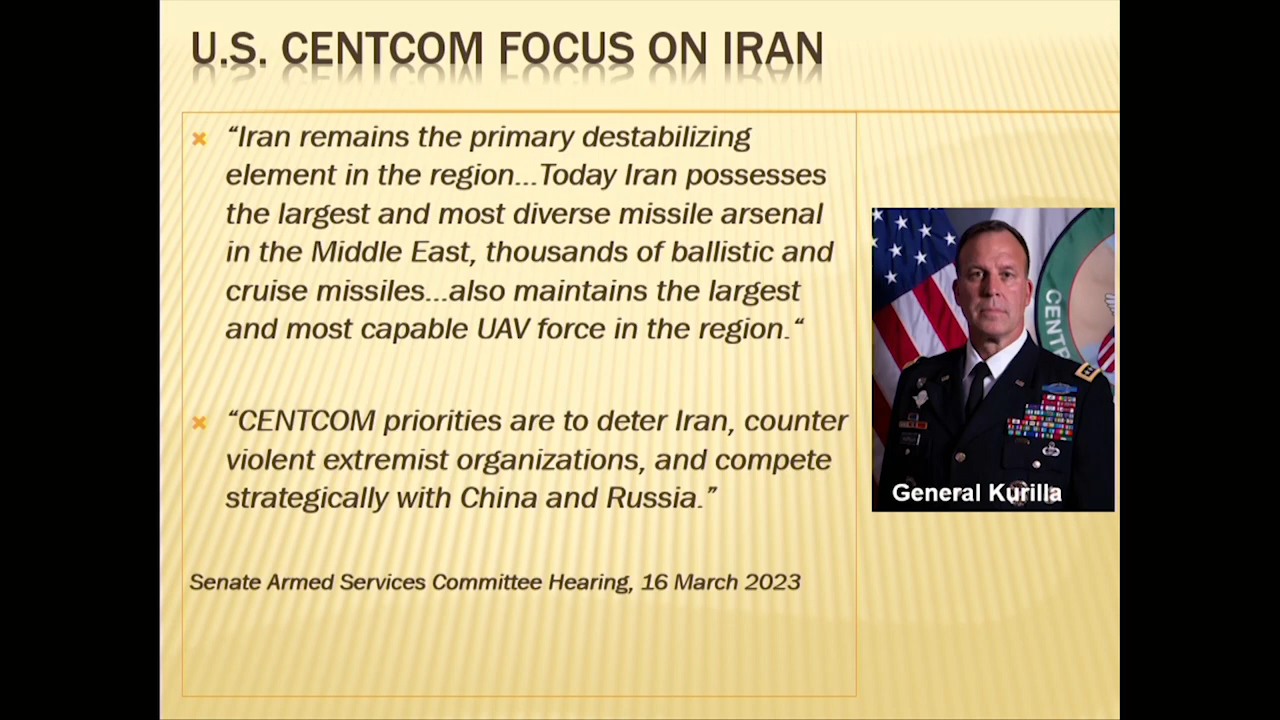 U.S. CENTCOM FOCUS ON IRAN
“Iran remains the primary destabilizing
element in the region...Today Iran possesses
the largest and most diverse missile arsenal
in the Middle East, thousands of ballistic and
cruise missiles...also maintains the largest
and most capable UAV force in the region.“
“CENTCOM priorities are to deter Iran, counter
violent extremist organizations, and compete
strategically with China and Russia.”
Senate Armed Services Committee Hearing, 16 March 2023
CENTR
General Kurilla